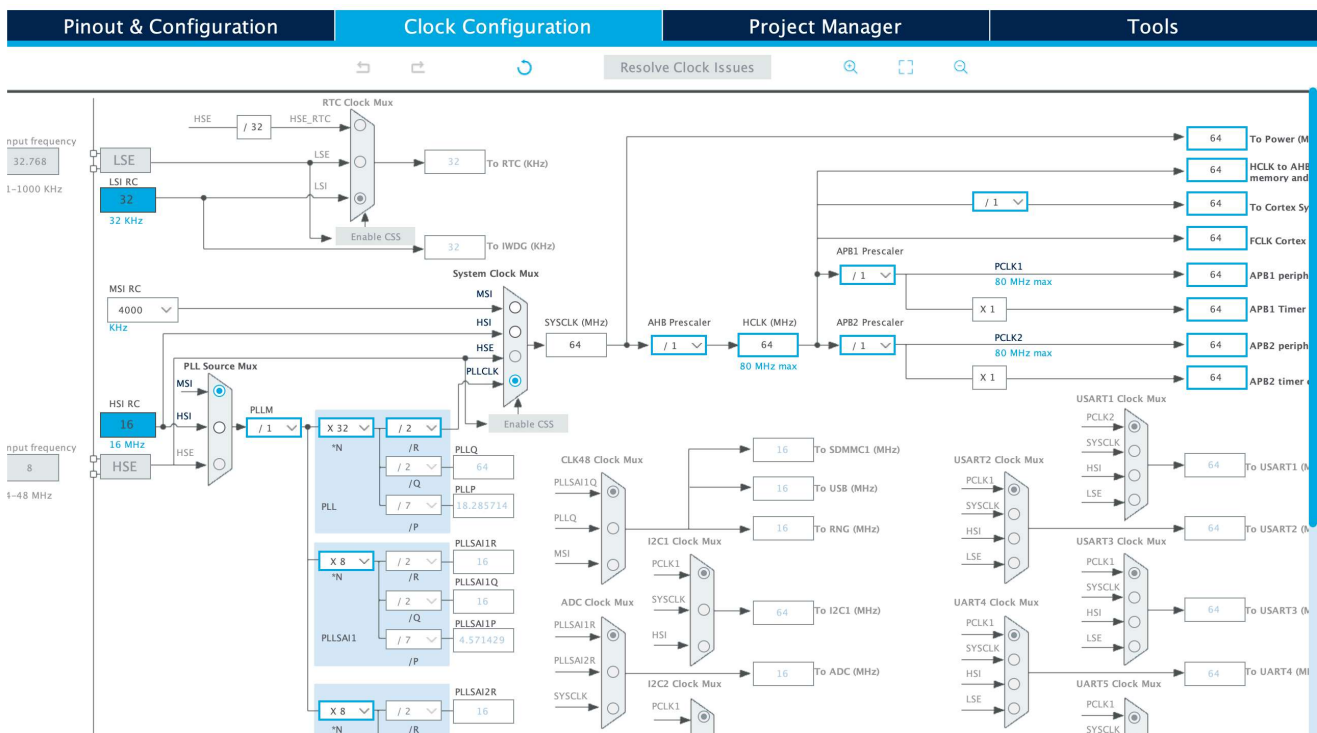 Pinout & Configuration
Clock Configuration
Project Manager
Tools
Resolve Clock Issues
RTC Clock Mux
HSE
/ 32
HSE_RTC
nput frequency
32.768
1-1000 KHz
LSE
LSE
32
To RTC (KHz)
LSI RC
32
32 KHz
LSI
Enable CSS
32
To IWDG (KHz)
64
To Power (M
64
HCLK to AHB
memory and
/ 1
64
To Cortex Sy
64
FCLK Cortex
APB1 Prescaler
/ 1
PCLK1
80 MHz max
64
APB1 periph
X 1
64
APB1 Timer
System Clock Mux
MSI RC
4000
KHz
MSI
HSI
HSE
PLLCLK
SYSCLK (MHz)
64
AHB Prescaler
/ 1
HCLK (MHz)
64
80 MHz max
APB2 Prescaler
/ 1
PCLK2
80 MHz max
64
APB2 periph
X 1
64
APB2 timer
Enable CSS
PLL Source Mux
MSI
HSI RC
16
16 MHz
HSI
PLLM
/ 1
nput frequency
8
4-48 MHz
HSE
HSE
X 32
*N
/ 2
/R
PLLQ
/ 2
64
/Q
PLLP
PLL
/ 7
18.285714
/P
PLLSAI1R
X 8
*N
/ 2
16
/R
PLLSAI1Q
/ 2
16
/Q
PLLSAI1P
PLLSAI1
/ 7
4.571429
/P
PLLSAI2R
X 8
*N
/ 2
16
/R
CLK48 Clock Mux
PLLSAI1Q
PLLQ
MSI
16
To SDMMC1 (MHz)
16
To USB (MHz)
16
To RNG (MHz)
I2C1 Clock Mux
PCLK1
SYSCLK
HSI
64
To I2C1 (MHz)
ADC Clock Mux
PLLSAI1R
PLLSAI2R
SYSCLK
16
To ADC (MHz)
I2C2 Clock Mux
PCLK1
USART1 Clock Mux
PCLK2
SYSCLK
HSI
LSE
64
To USART1 (M
USART2 Clock Mux
PCLK1
SYSCLK
HSI
LSE
64
To USART2 (M
USART3 Clock Mux
PCLK1
SYSCLK
HSI
LSE
64
To USART3 (M
UART4 Clock Mux
PCLK1
SYSCLK
HSI
LSE
64
To UART4 (MI
UART5 Clock Mux
PCLK1
SYSCLK